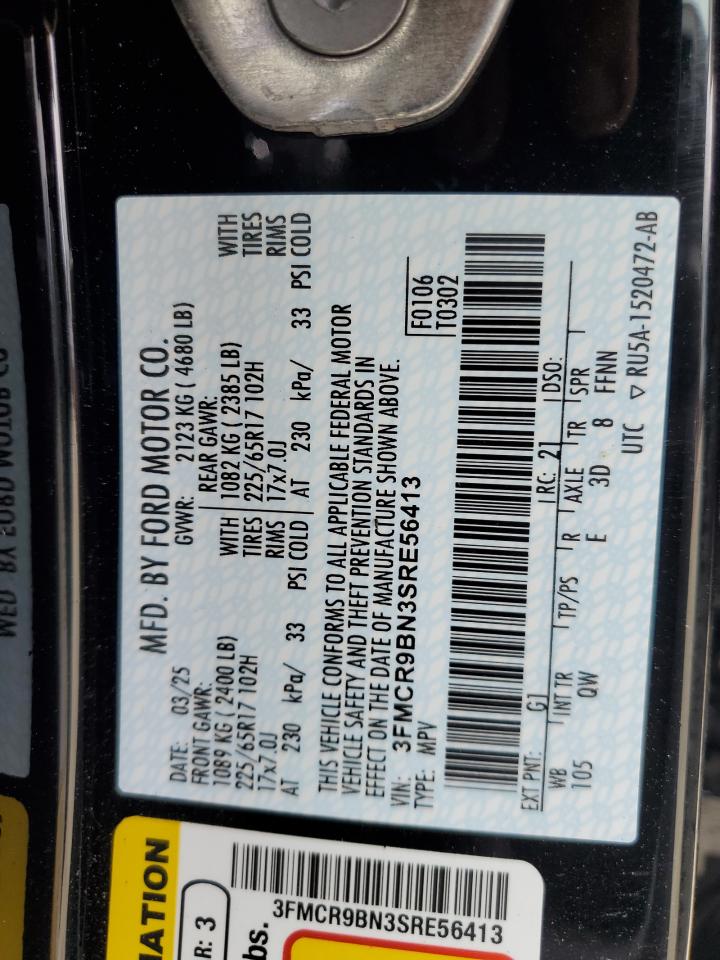 MFD. BY FORD MOTOR CO.
DATE: 03/25 GVWR: 2123 KG ( 4680 LB)
FRONT GAWR: REAR GAWR:
1089 KG ( 2400 LB) WITH 1082 KG ( 2385 LB) WITH
225/65R17 102H TIRES 225/65R17 102H TIRES
17x7.0J RIMS 17x7.0J RIMS
AT 230 kPa/ 33 PSI COLD AT 230 kPa/ 33 PSI COLD
THIS VEHICLE CONFORMS TO ALL APPLICABLE FEDERAL MOTOR
VEHICLE SAFETY AND THEFT PREVENTION STANDARDS IN
EFFECT ON THE DATE OF MANUFACTURE SHOWN ABOVE.
VIN: 3FMCR9BN3SRE56413
TYPE: MPV
F0106
T0302
EXT PNT: G1 RC: 21 DSO:
WB INT TR TP/PS R AXLE TR SPR
105 QW E 3D 8 FFNN
UTC ▽ RU5A-1520472-AB
MATION
R: 3
bs.
3FMCR9BN3SRE56413